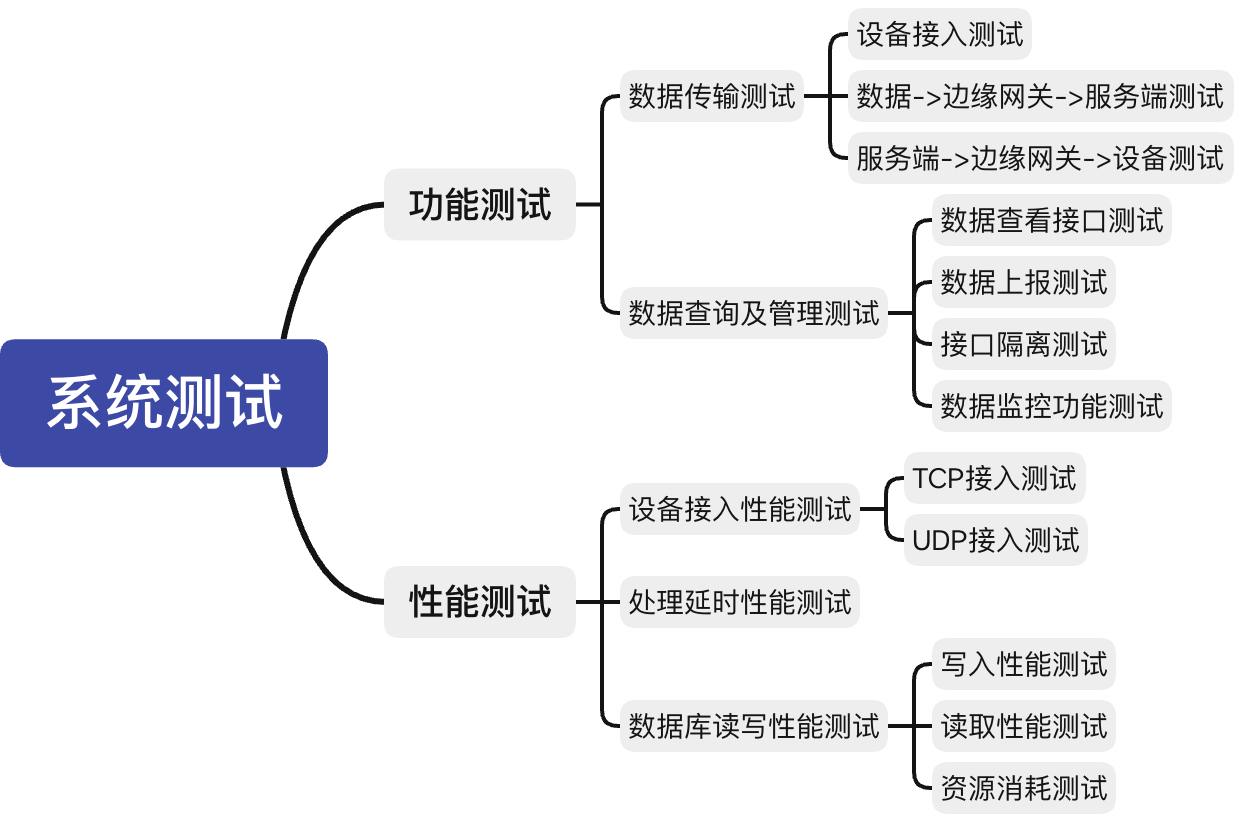 系统测试
功能测试
数据传输测试
设备接入测试
数据->边缘网关->服务端测试
服务端->边缘网关->设备测试
数据查询及管理测试
数据查看接口测试
数据上报测试
接口隔离测试
数据监控功能测试
性能测试
设备接入性能测试
TCP接入测试
UDP接入测试
处理延时性能测试
数据库读写性能测试
写入性能测试
读取性能测试
资源消耗测试